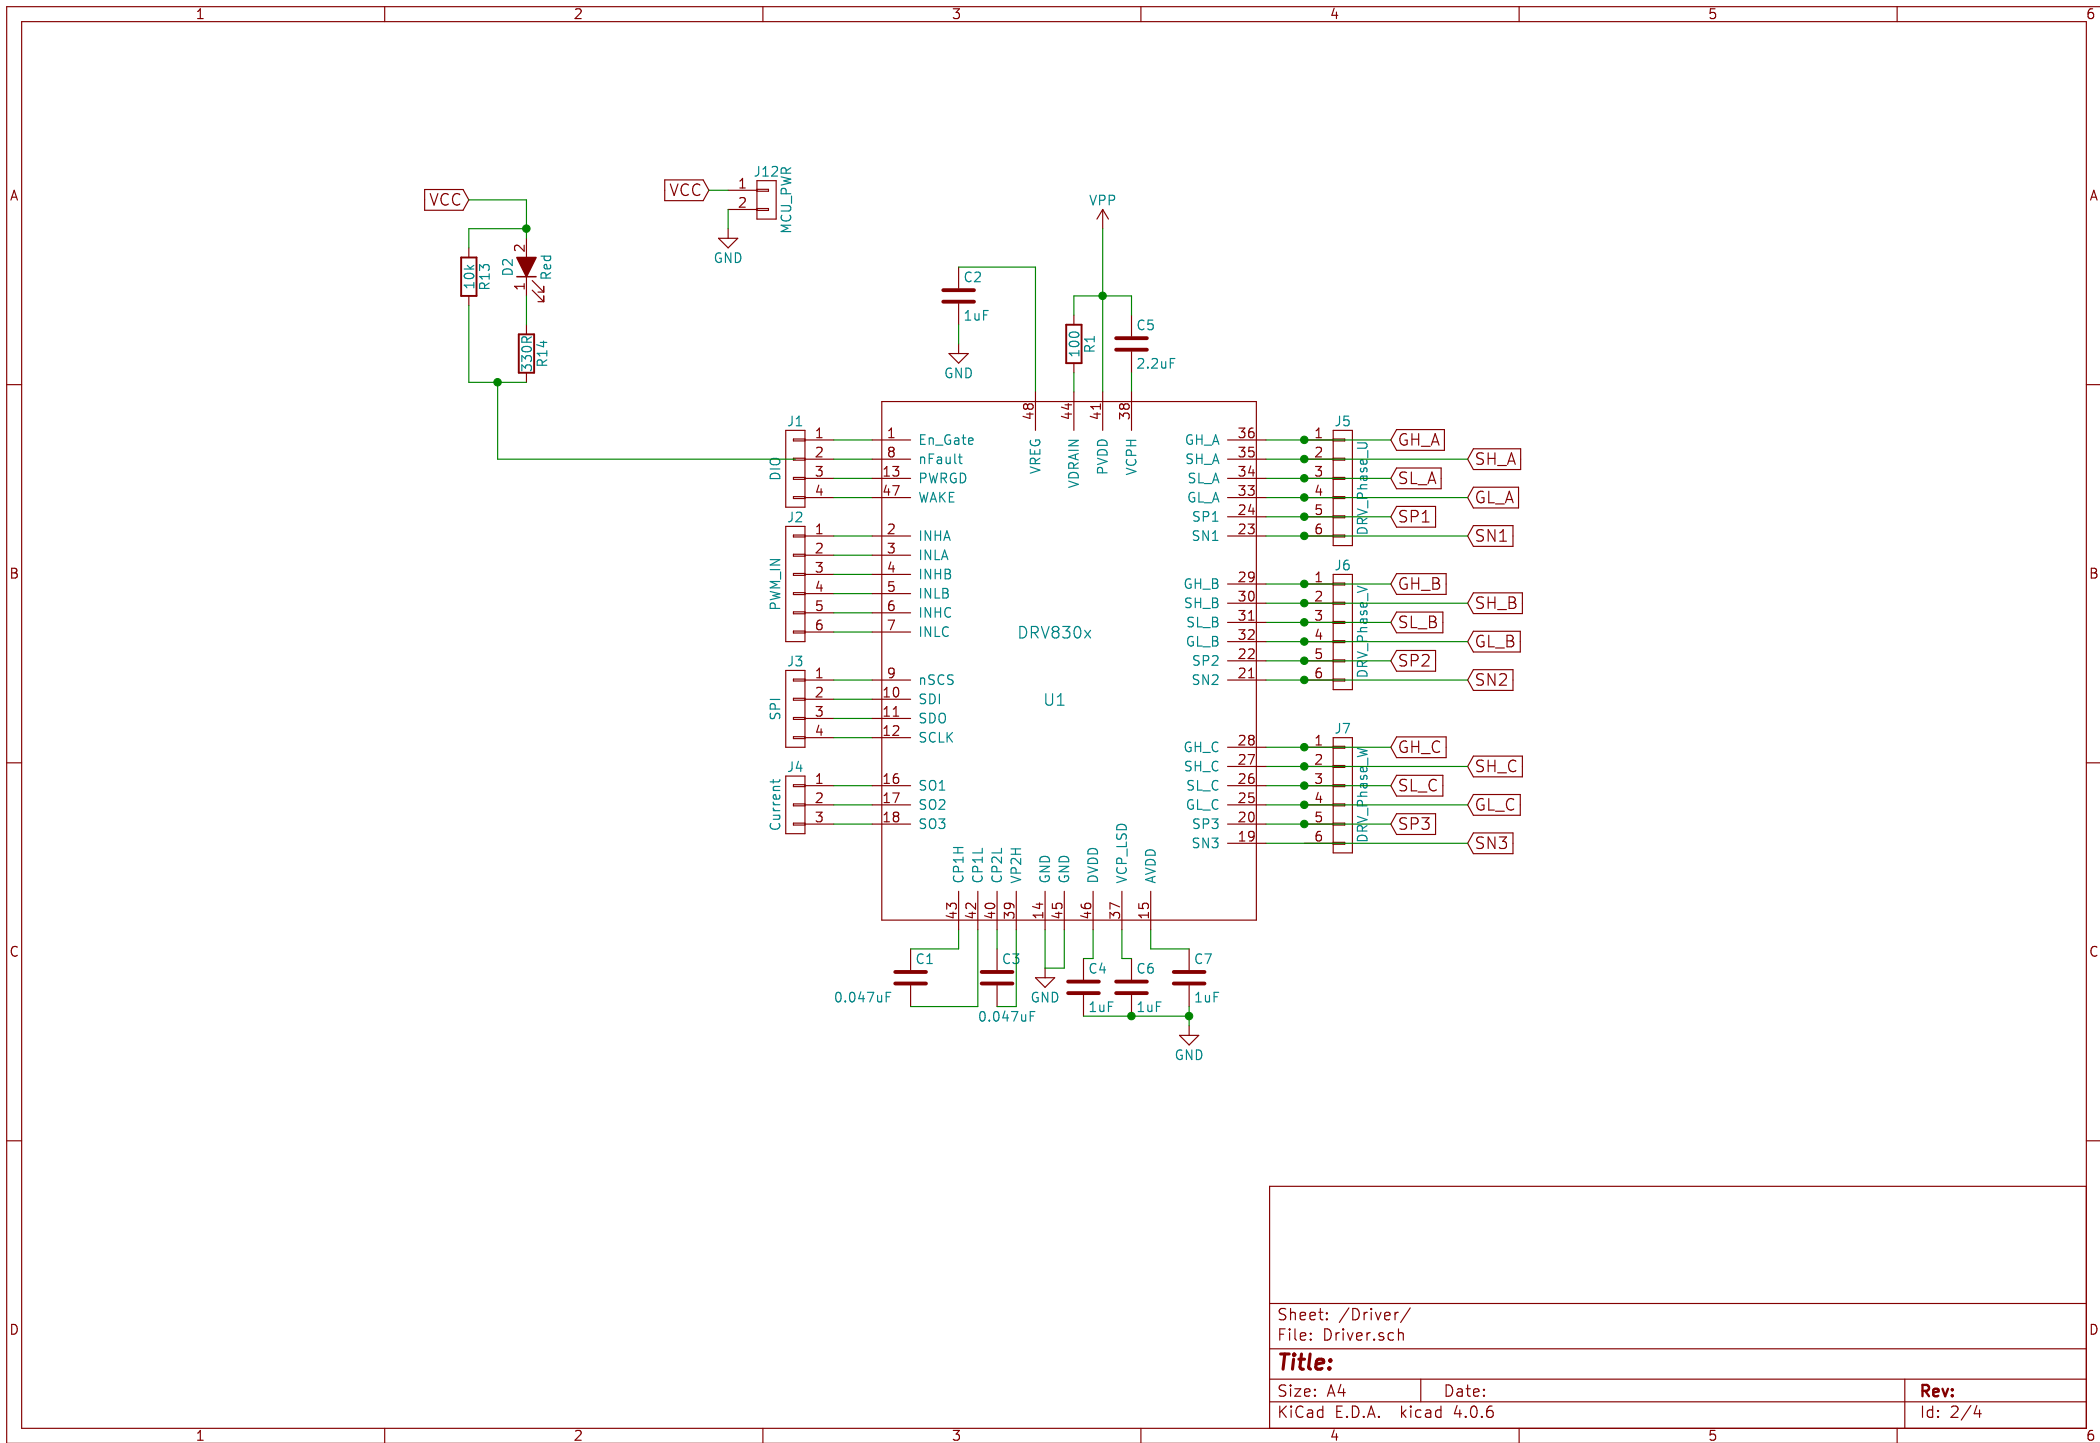 1 2 3 4 5 6
A A
J12
VCC 1
2
MCU_PWR
VCC
GND
VPP
2
D2
Red
1
10k
R13
330R
R14
C2
1uF
GND
100
R1
C5
2.2uF
48 44 41 38
VREG VDRAIN PVDD VCPH
J1
DIO
1 1 En_Gate
2 8 nFault
3 13 PWRGD
4 47 WAKE
J2
PWM_IN
1 2 INHA
2 3 INLA
3 4 INHB
4 5 INLB
5 6 INHC
6 7 INLC
J3
SPI
1 9 nSCS
2 10 SDI
3 11 SDO
4 12 SCLK
J4
Current
1 16 SO1
2 17 SO2
3 18 SO3
DRV830x
U1
J5
DRV_Phase_U
GH_A 36 1 GH_A
SH_A 35 2 SH_A
SL_A 34 3 SL_A
GL_A 33 4 GL_A
SP1 24 5 SP1
SN1 23 6 SN1
B B
J6
DRV_Phase_V
GH_B 29 1 GH_B
SH_B 30 2 SH_B
SL_B 31 3 SL_B
GL_B 32 4 GL_B
SP2 22 5 SP2
SN2 21 6 SN2
J7
DRV_Phase_W
GH_C 28 1 GH_C
SH_C 27 2 SH_C
SL_C 26 3 SL_C
GL_C 25 4 GL_C
SP3 20 5 SP3
SN3 19 6 SN3
CP1H CP1L CP2L VP2H GND GND DVDD VCP_LSD AVDD
43 42 40 39 14 45 46 37 15
C C
C1
0.047uF
C3
0.047uF
GND
C4
1uF
C6
1uF
C7
1uF
GND
D D
Sheet: /Driver/
File: Driver.sch
Title:
Size: A4 Date: Rev:
KiCad E.D.A. kicad 4.0.6 Id: 2/4
1 2 3 4 5 6